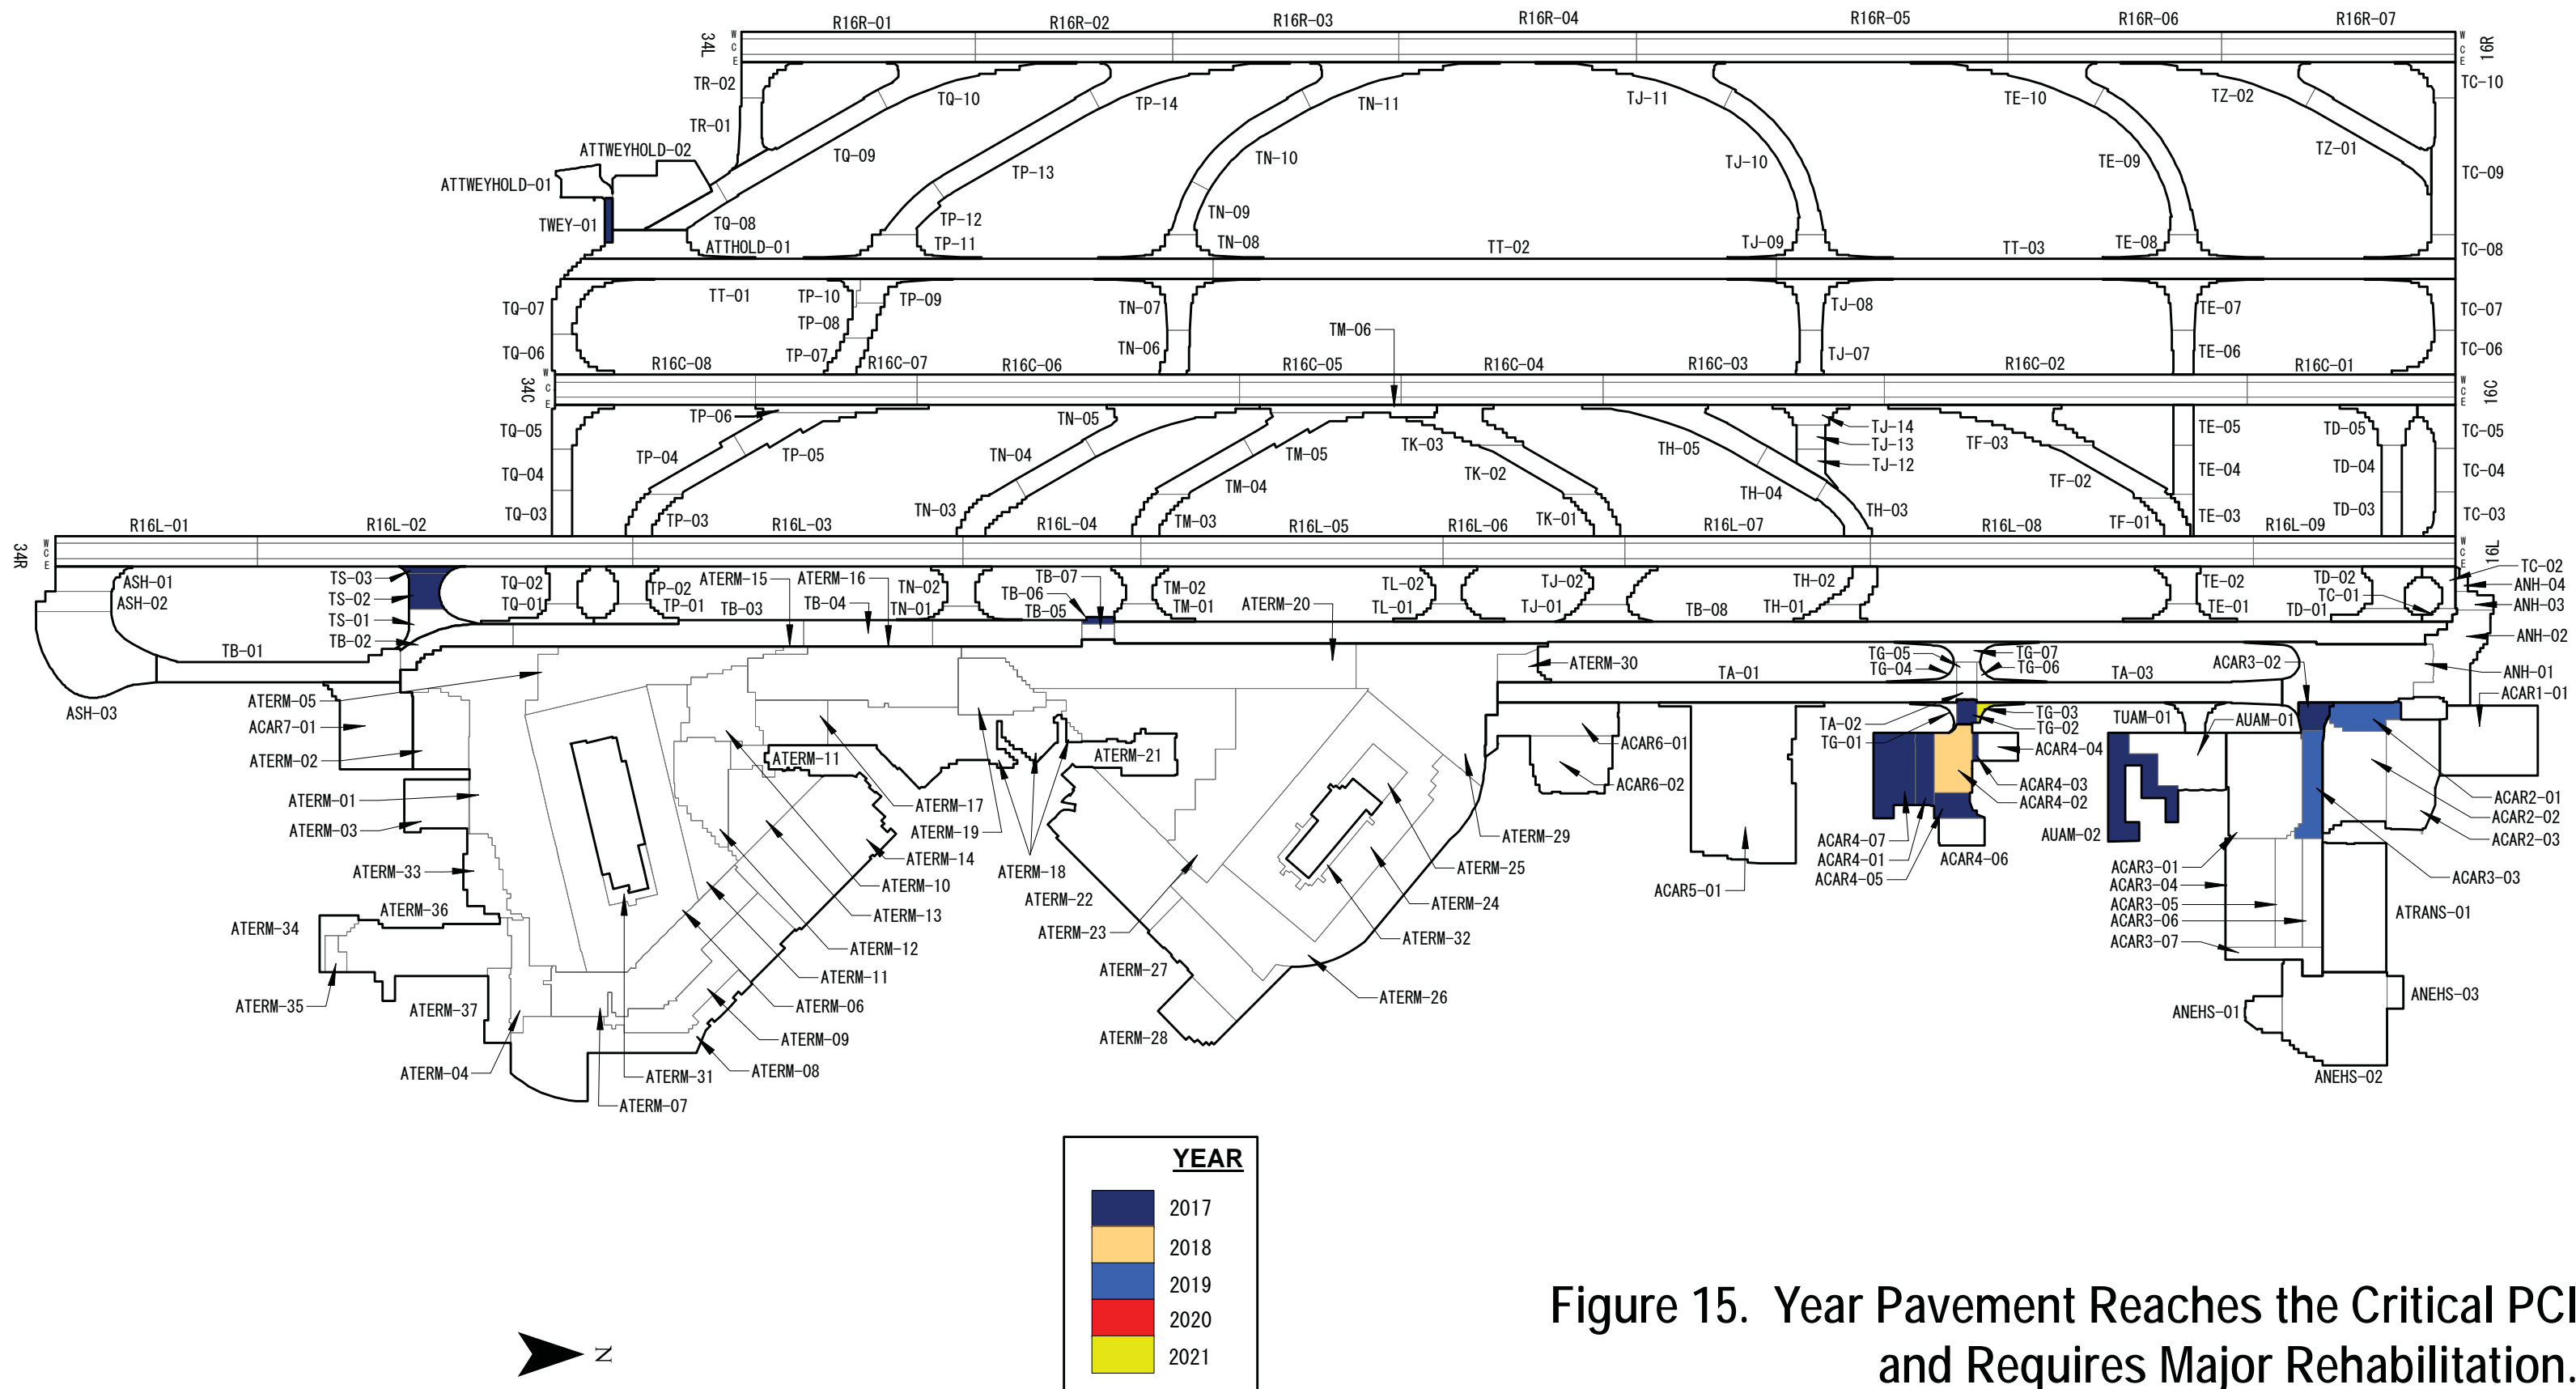 R16R-01 R16R-02 R16R-03 R16R-04 R16R-05 R16R-06 R16R-07
34L W C E W C E 16R
TR-02 TQ-10 TP-14 TN-11 TJ-11 TE-10 TZ-02 TC-10
TR-01
ATTWEYHOLD-02 TQ-09 TP-13 TN-10 TJ-10 TE-09 TZ-01 TC-09
ATTWEYHOLD-01
TWEY-01 TQ-08 TP-12 TN-09
ATTHOLD-01 TP-11 TN-08 TT-02 TJ-09 TT-03 TE-08 TC-08
TQ-07 TT-01 TP-10 TP-09 TN-07 TJ-08 TE-07 TC-07
TP-08 TM-06
TQ-06 TP-07 TN-06 TJ-07 TE-06 TC-06
R16C-08 R16C-07 R16C-06 R16C-05 R16C-04 R16C-03 R16C-02 R16C-01
34C W C E W C E 16C
TP-06 TN-05 TJ-14
TQ-05 TK-03 TH-05 TJ-13 TF-03 TE-05 TD-05 TC-05
TP-04 TP-05 TN-04 TM-05 TJ-12
TQ-04 TM-04 TK-02 TH-04 TF-02 TE-04 TD-04 TC-04
TQ-03 TP-03 TN-03 TM-03 TK-01 TH-03 TF-01 TE-03 TD-03 TC-03
R16L-01 R16L-02 R16L-03 R16L-04 R16L-05 R16L-06 R16L-07 R16L-08 R16L-09
34R W C E W C E 16L
ASH-01 TS-03 TQ-02 TP-02 ATERM-15 ATERM-16 TN-02 TB-07 TM-02 TL-02 TJ-02 TH-02 TE-02 TD-02 TC-02
ASH-02 TS-02 TQ-01 TP-01 TB-03 TB-04 TN-01 TB-06 TB-05 TM-01 ATERM-20 TL-01 TJ-01 TB-08 TH-01 TE-01 TD-01 TC-01 ANH-04
TS-01 ANH-03
TB-02 ANH-02
TB-01 ATERM-30 TG-05 TG-07 ACAR3-02
TG-04 TG-06 ANH-01
ATERM-05 TA-01 TA-03 ACAR1-01
ASH-03 TA-02 TG-03 TUAM-01 AUAM-01
ACAR7-01 TG-01 TG-02
ATERM-02 ATERM-11 ATERM-21 ACAR6-01 ACAR4-04
ACAR6-02 ACAR4-03
ATERM-01 ATERM-17 ACAR4-02 ACAR2-01
ATERM-03 ATERM-19 ATERM-29 ACAR4-07 AUAM-02 ACAR2-02
ATERM-14 ACAR4-01 ACAR4-06 ACAR2-03
ATERM-33 ATERM-18 ATERM-25 ACAR5-01 ACAR4-05 ACAR3-01 ACAR3-03
ATERM-10 ACAR3-04
ATERM-34 ATERM-36 ATERM-13 ATERM-22 ATERM-24 ACAR3-05 ATRANS-01
ACAR3-06
ATERM-12 ATERM-23 ATERM-32 ACAR3-07
ATERM-11 ATERM-27
ATERM-35 ATERM-37 ATERM-06 ATERM-26 ANEHS-01 ANEHS-03
ATERM-09 ATERM-28
ATERM-04 ATERM-31 ATERM-08 ANEHS-02
ATERM-07
YEAR
2017
2018
2019
2020
2021
N
Figure 15. Year Pavement Reaches the Critical PCI
and Requires Major Rehabilitation.